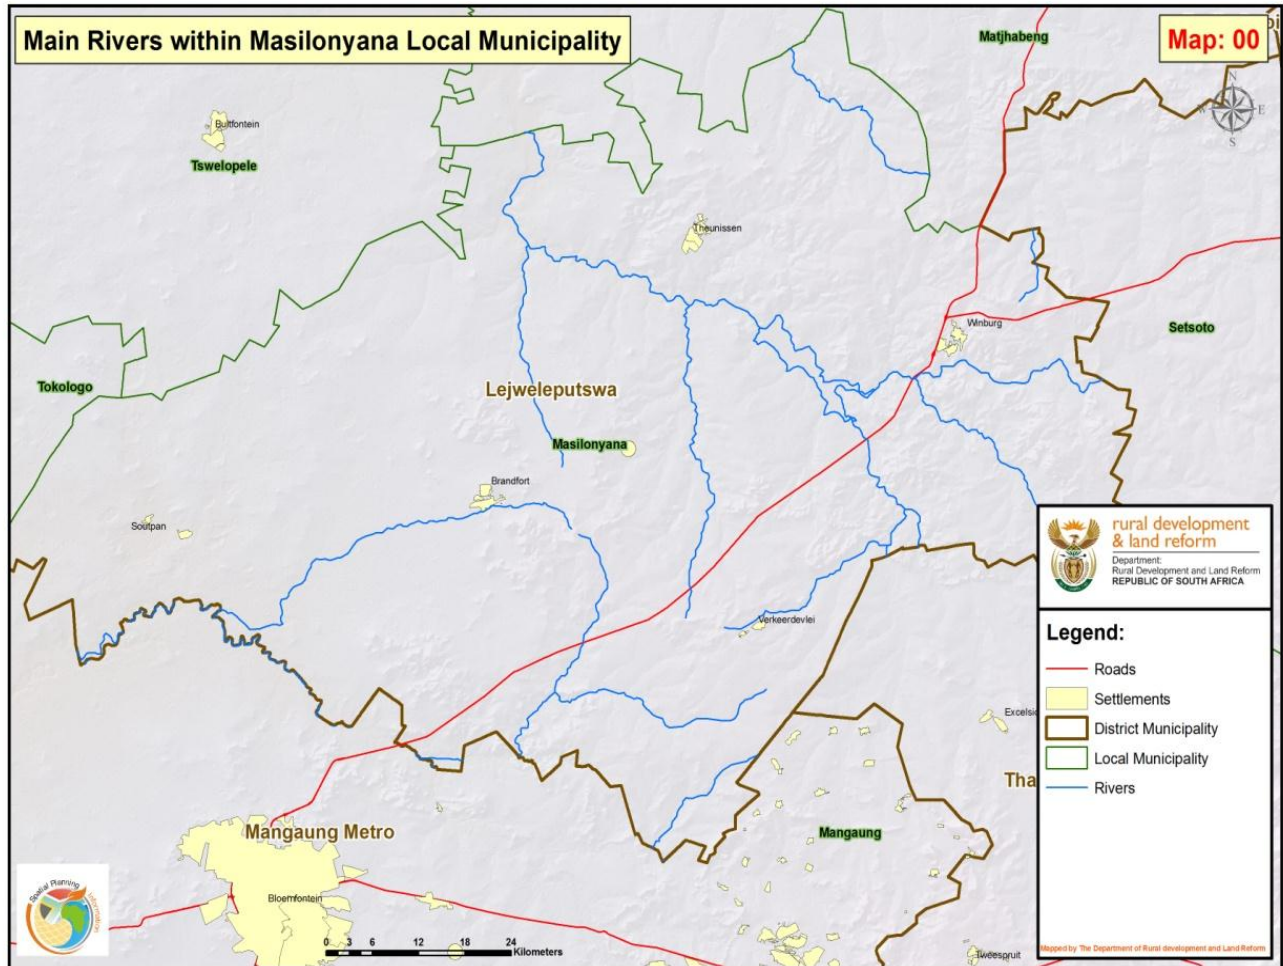 Main Rivers within Masilonyana Local Municipality
Matjhabeng
Map: 00
N
E
S
Bultfontein
Tswelopele
Theunissen
Winburg
Setsoto
Tokologo
Lejweleputswa
Masilonyana
Brandfort
Soutpan
Verkeerdevlei
rural development
& land reform
Department:
Rural Development and Land Reform
REPUBLIC OF SOUTH AFRICA
Legend:
Roads
Settlements
District Municipality
Local Municipality
Rivers
Excelsio
Tha
Mangaung Metro
Mangaung
Bloemfontein
Spatial Planning
Information
0 3 6 12 18 24
Kilometers
Tweespruit
Mapped by The Department of Rural development and Land Reform